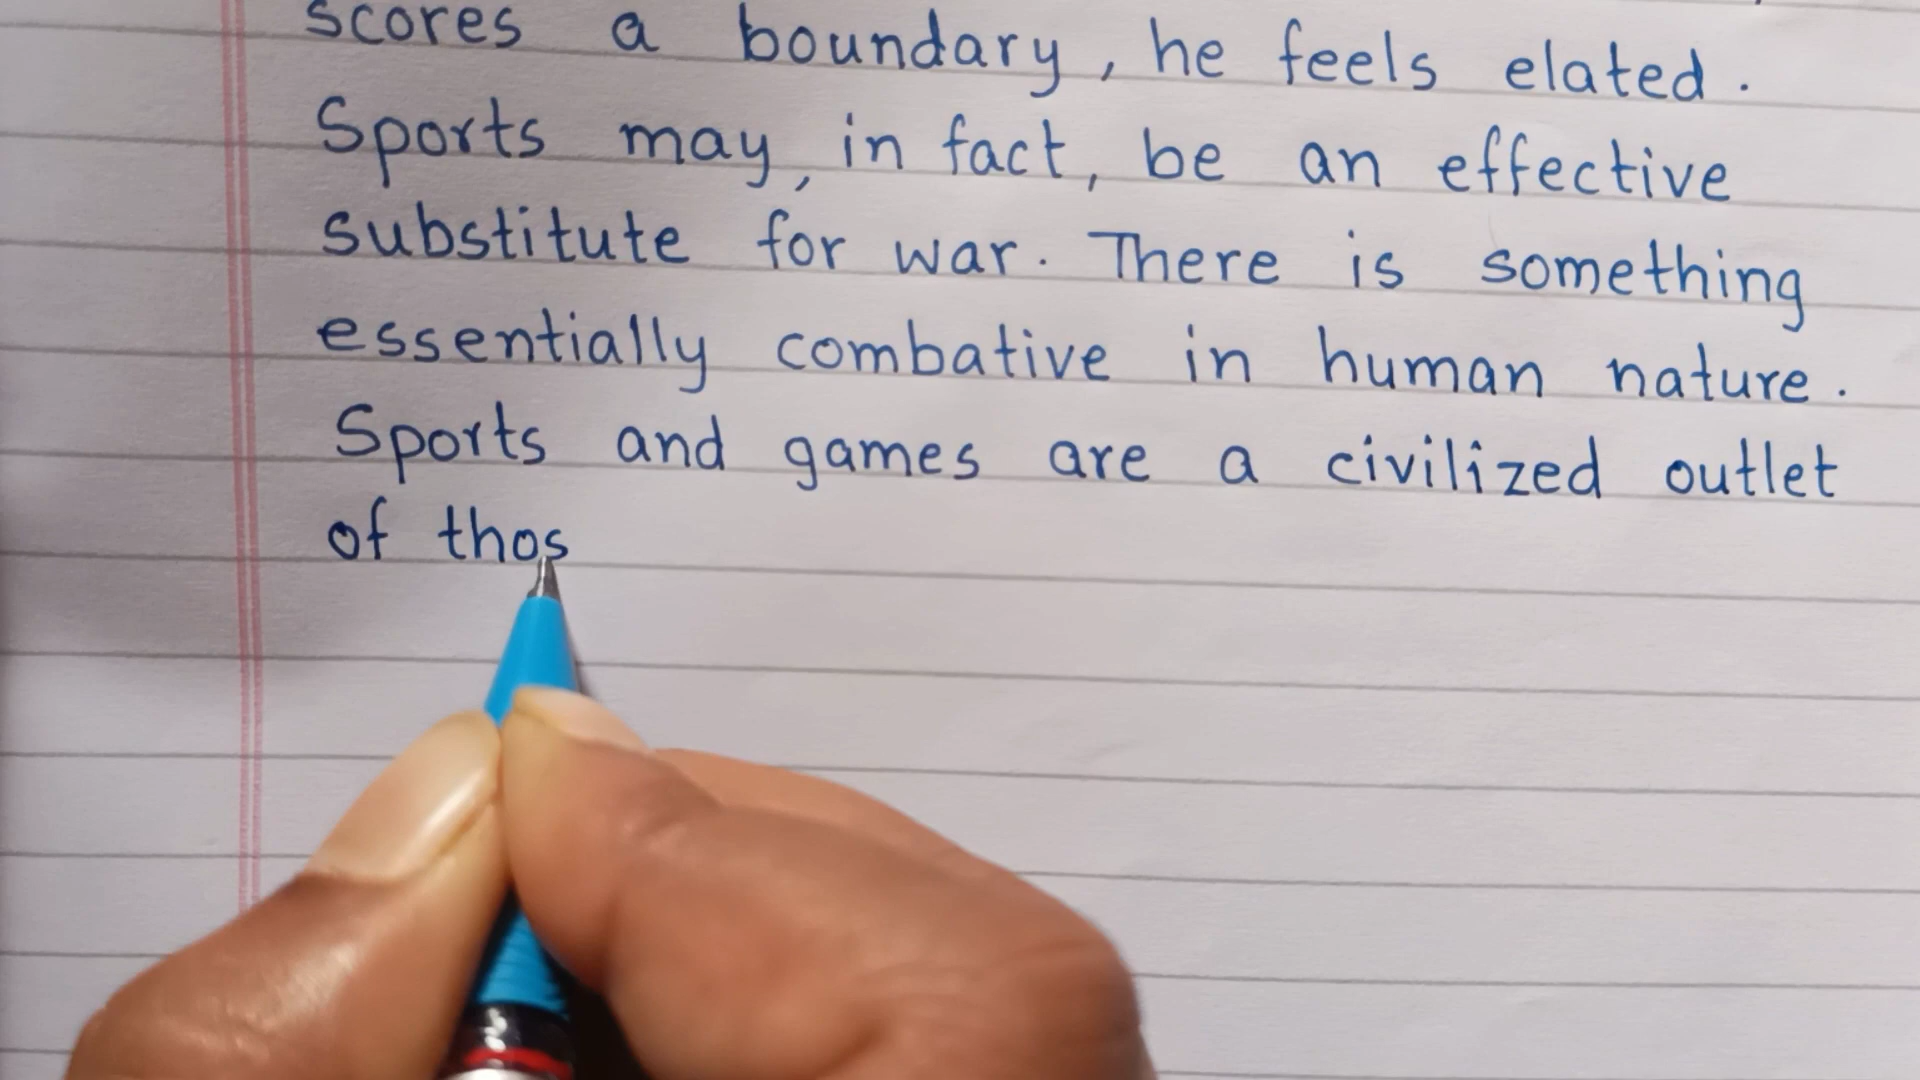 scores a boundary, he feels elated.
Sports may, in fact, be an effective
substitute for war. There is something
essentially combative in human nature.
Sports and games are a civilized outlet
of thos